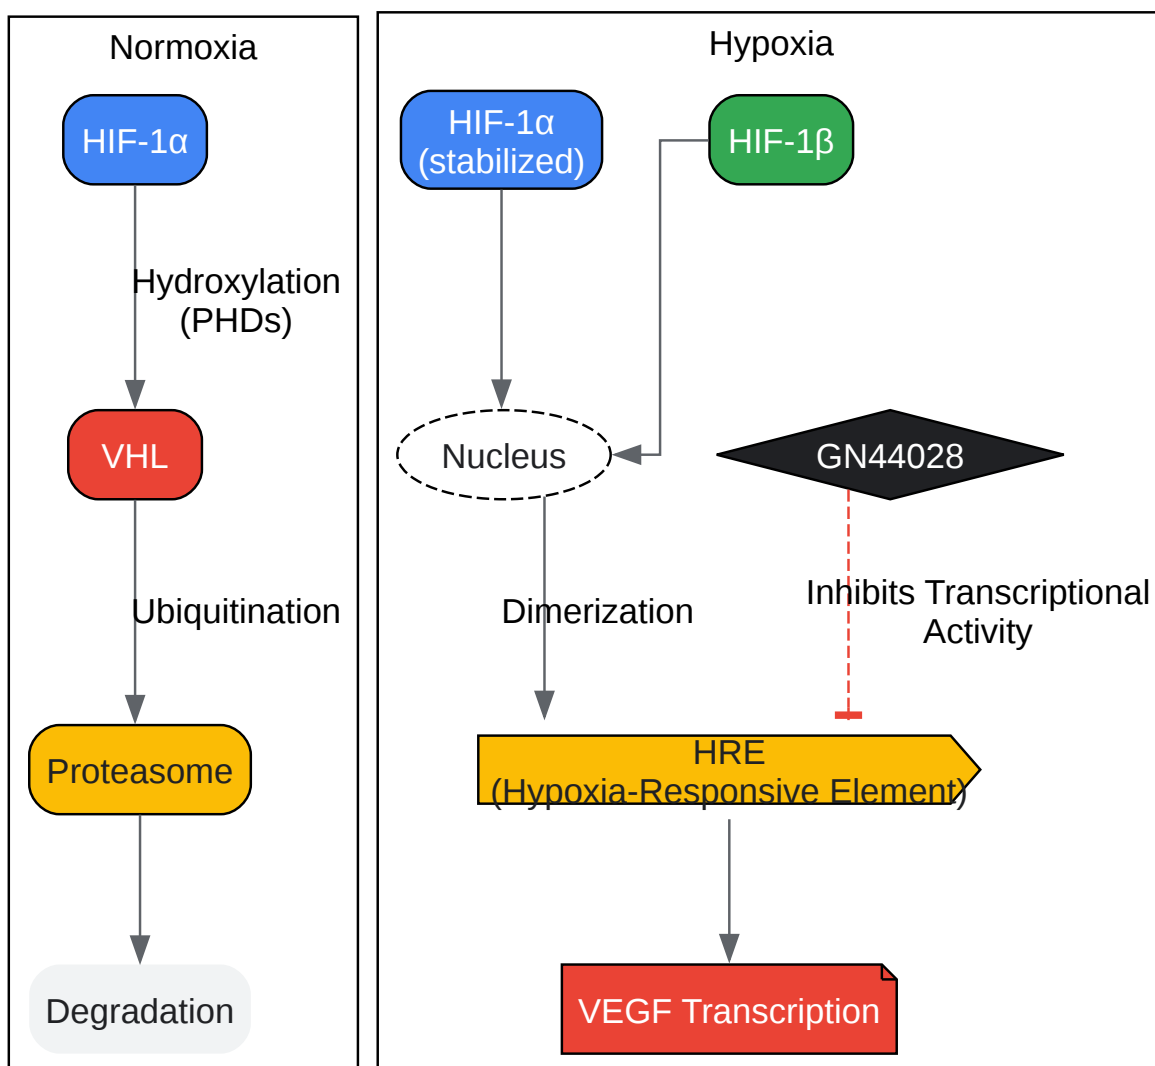 Normoxia
HIF-1α
Hydroxylation
(PHDs)
VHL
Ubiquitination
Proteasome
Degradation
Hypoxia
HIF-1α
(stabilized)
HIF-1β
Nucleus
GN44028
Dimerization
Inhibits Transcriptional
Activity
HRE
(Hypoxia-Responsive Element)
VEGF Transcription